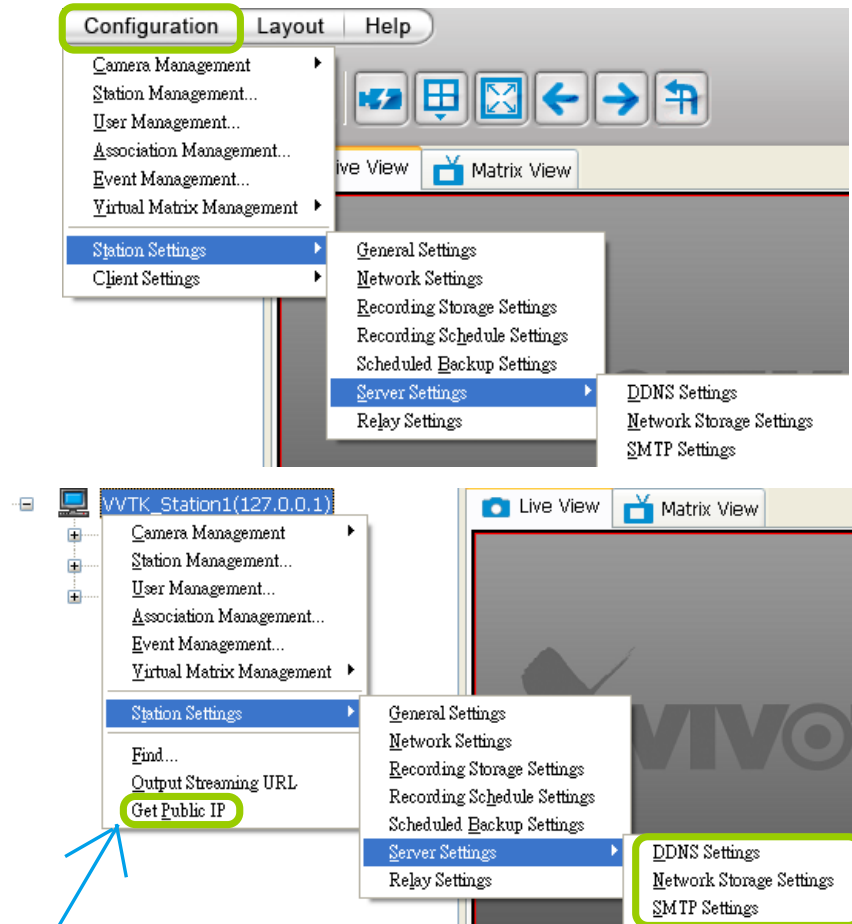 Configuration Layout Help
Camera Management
Station Management...
User Management...
Association Management...
Event Management...
Virtual Matrix Management
Station Settings
Client Settings
ive View Matrix View
General Settings
Network Settings
Recording Storage Settings
Recording Schedule Settings
Scheduled Backup Settings
Server Settings
Relay Settings
DDNS Settings
Network Storage Settings
SMTP Settings
VVTK_Station1(127.0.0.1)
Live View Matrix View
Camera Management
Station Management...
User Management...
Association Management...
Event Management...
Virtual Matrix Management
Station Settings
Find...
Output Streaming URL
Get Public IP
General Settings
Network Settings
Recording Storage Settings
Recording Schedule Settings
Scheduled Backup Settings
Server Settings
Relay Settings
DDNS Settings
Network Storage Settings
SMTP Settings
VIVO